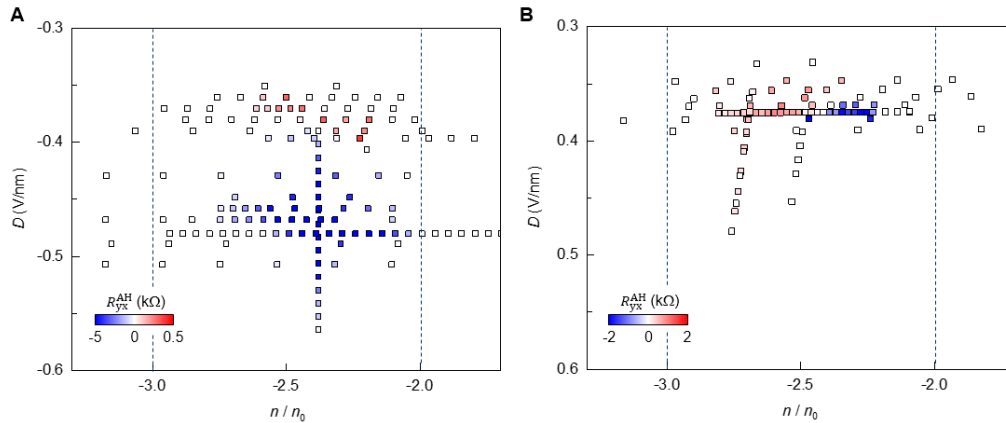 A
-0.3
-0.4
-0.5
-0.6
D (V/nm)
R_yx^AH (kΩ)
-5 0 0.5
-3.0 -2.5 -2.0
n / n₀
B
0.3
0.4
0.5
0.6
D (V/nm)
R_yx^AH (kΩ)
-2 0 2
-3.0 -2.5 -2.0
n / n₀